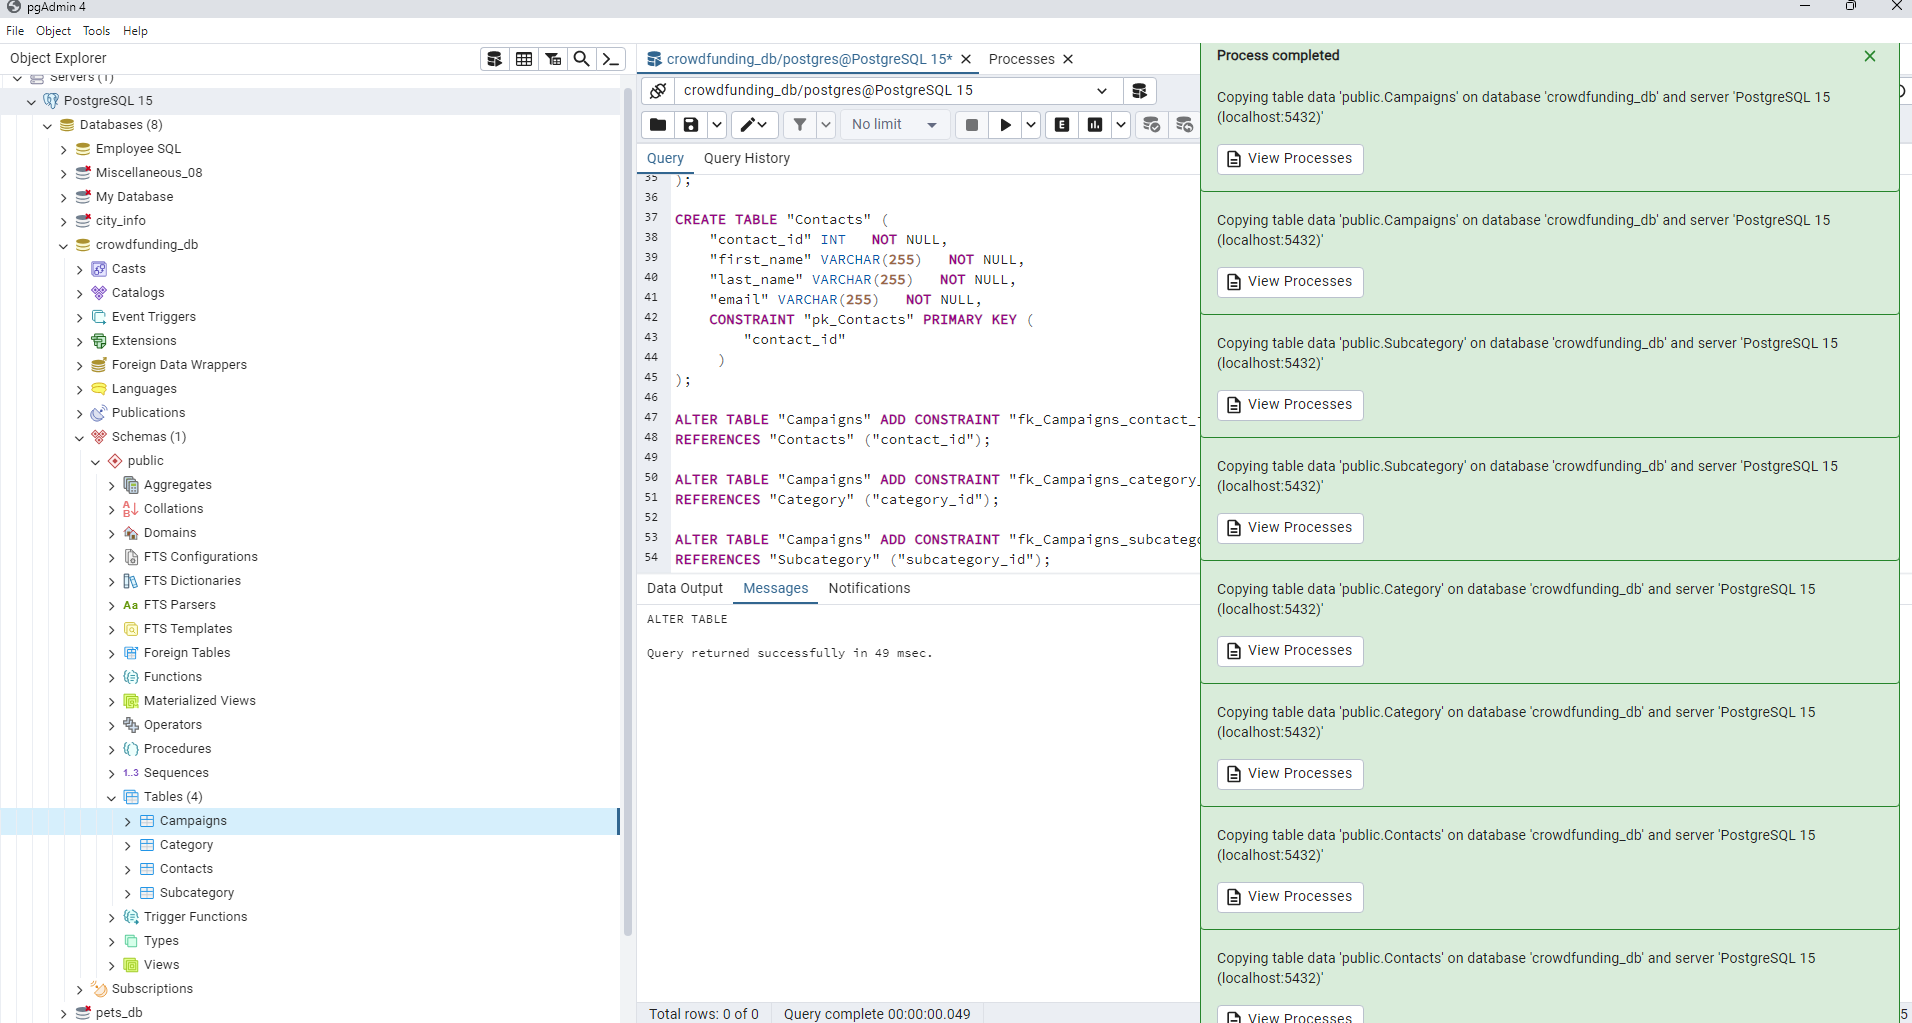 pgAdmin 4
File Object Tools Help
Object Explorer
Servers (1)
PostgreSQL 15
Databases (8)
Employee SQL
Miscellaneous_08
My Database
city_info
crowdfunding_db
Casts
Catalogs
Event Triggers
Extensions
Foreign Data Wrappers
Languages
Publications
Schemas (1)
public
Aggregates
Collations
Domains
FTS Configurations
FTS Dictionaries
Aa FTS Parsers
FTS Templates
Foreign Tables
Functions
Materialized Views
Operators
Procedures
1..3 Sequences
Tables (4)
Campaigns
Category
Contacts
Subcategory
Trigger Functions
Types
Views
Subscriptions
pets_db
crowdfunding_db/postgres@PostgreSQL 15* Processes
crowdfunding_db/postgres@PostgreSQL 15
No limit E
Query Query History
35 );
36
37 CREATE TABLE "Contacts" (
38 "contact_id" INT NOT NULL,
39 "first_name" VARCHAR(255) NOT NULL,
40 "last_name" VARCHAR(255) NOT NULL,
41 "email" VARCHAR(255) NOT NULL,
42 CONSTRAINT "pk_Contacts" PRIMARY KEY (
43 "contact_id"
44 )
45 );
46
47 ALTER TABLE "Campaigns" ADD CONSTRAINT "fk_Campaigns_contact_
48 REFERENCES "Contacts" ("contact_id");
49
50 ALTER TABLE "Campaigns" ADD CONSTRAINT "fk_Campaigns_category_
51 REFERENCES "Category" ("category_id");
52
53 ALTER TABLE "Campaigns" ADD CONSTRAINT "fk_Campaigns_subcatego
54 REFERENCES "Subcategory" ("subcategory_id");
Data Output Messages Notifications
ALTER TABLE
Query returned successfully in 49 msec.
Total rows: 0 of 0 Query complete 00:00:00.049
Process completed
Copying table data 'public.Campaigns' on database 'crowdfunding_db' and server 'PostgreSQL 15
(localhost:5432)'
View Processes
Copying table data 'public.Campaigns' on database 'crowdfunding_db' and server 'PostgreSQL 15
(localhost:5432)'
View Processes
Copying table data 'public.Subcategory' on database 'crowdfunding_db' and server 'PostgreSQL 15
(localhost:5432)'
View Processes
Copying table data 'public.Subcategory' on database 'crowdfunding_db' and server 'PostgreSQL 15
(localhost:5432)'
View Processes
Copying table data 'public.Category' on database 'crowdfunding_db' and server 'PostgreSQL 15
(localhost:5432)'
View Processes
Copying table data 'public.Category' on database 'crowdfunding_db' and server 'PostgreSQL 15
(localhost:5432)'
View Processes
Copying table data 'public.Contacts' on database 'crowdfunding_db' and server 'PostgreSQL 15
(localhost:5432)'
View Processes
Copying table data 'public.Contacts' on database 'crowdfunding_db' and server 'PostgreSQL 15
(localhost:5432)'
View Processes
5